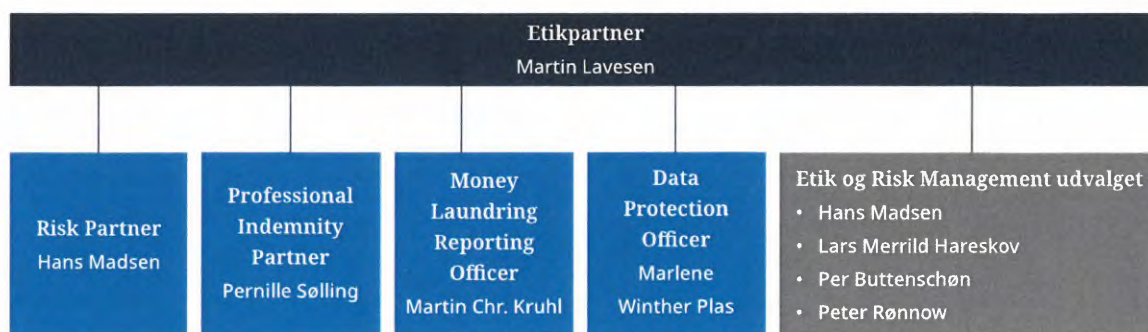 Etikpartner
Martin Lavesen
Risk Partner
Hans Madsen
Professional
Indemnity
Partner
Pernille Sølling
Money
Laundring
Reporting
Officer
Martin Chr. Kruhl
Data
Protection
Officer
Marlene
Winther Plas
Etik og Risk Management udvalget
• Hans Madsen
• Lars Merrild Hareskov
• Per Buttenschøn
• Peter Rønnow